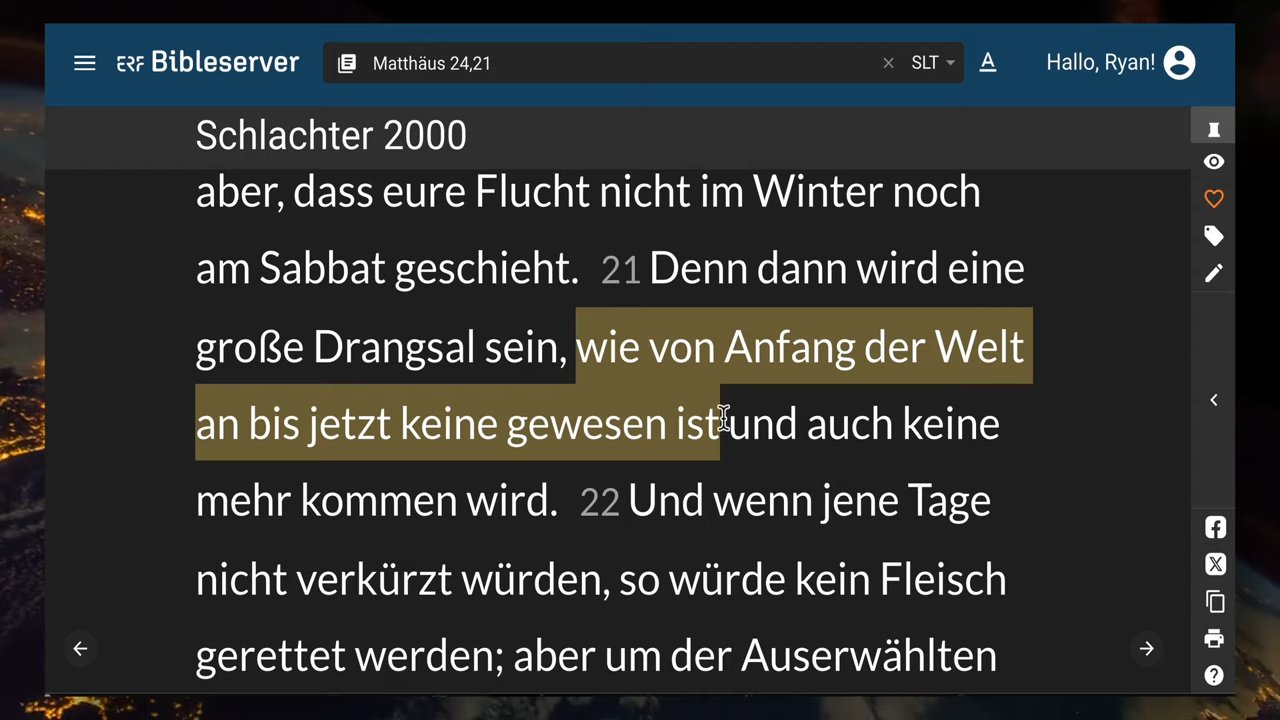 ERF Bibleserver
Matthäus 24,21
SLT
A
Hallo, Ryan!
Schlachter 2000
aber, dass eure Flucht nicht im Winter noch
am Sabbat geschieht. 21 Denn dann wird eine
große Drangsal sein, wie von Anfang der Welt
an bis jetzt keine gewesen ist und auch keine
mehr kommen wird. 22 Und wenn jene Tage
nicht verkürzt würden, so würde kein Fleisch
gerettet werden; aber um der Auserwählten